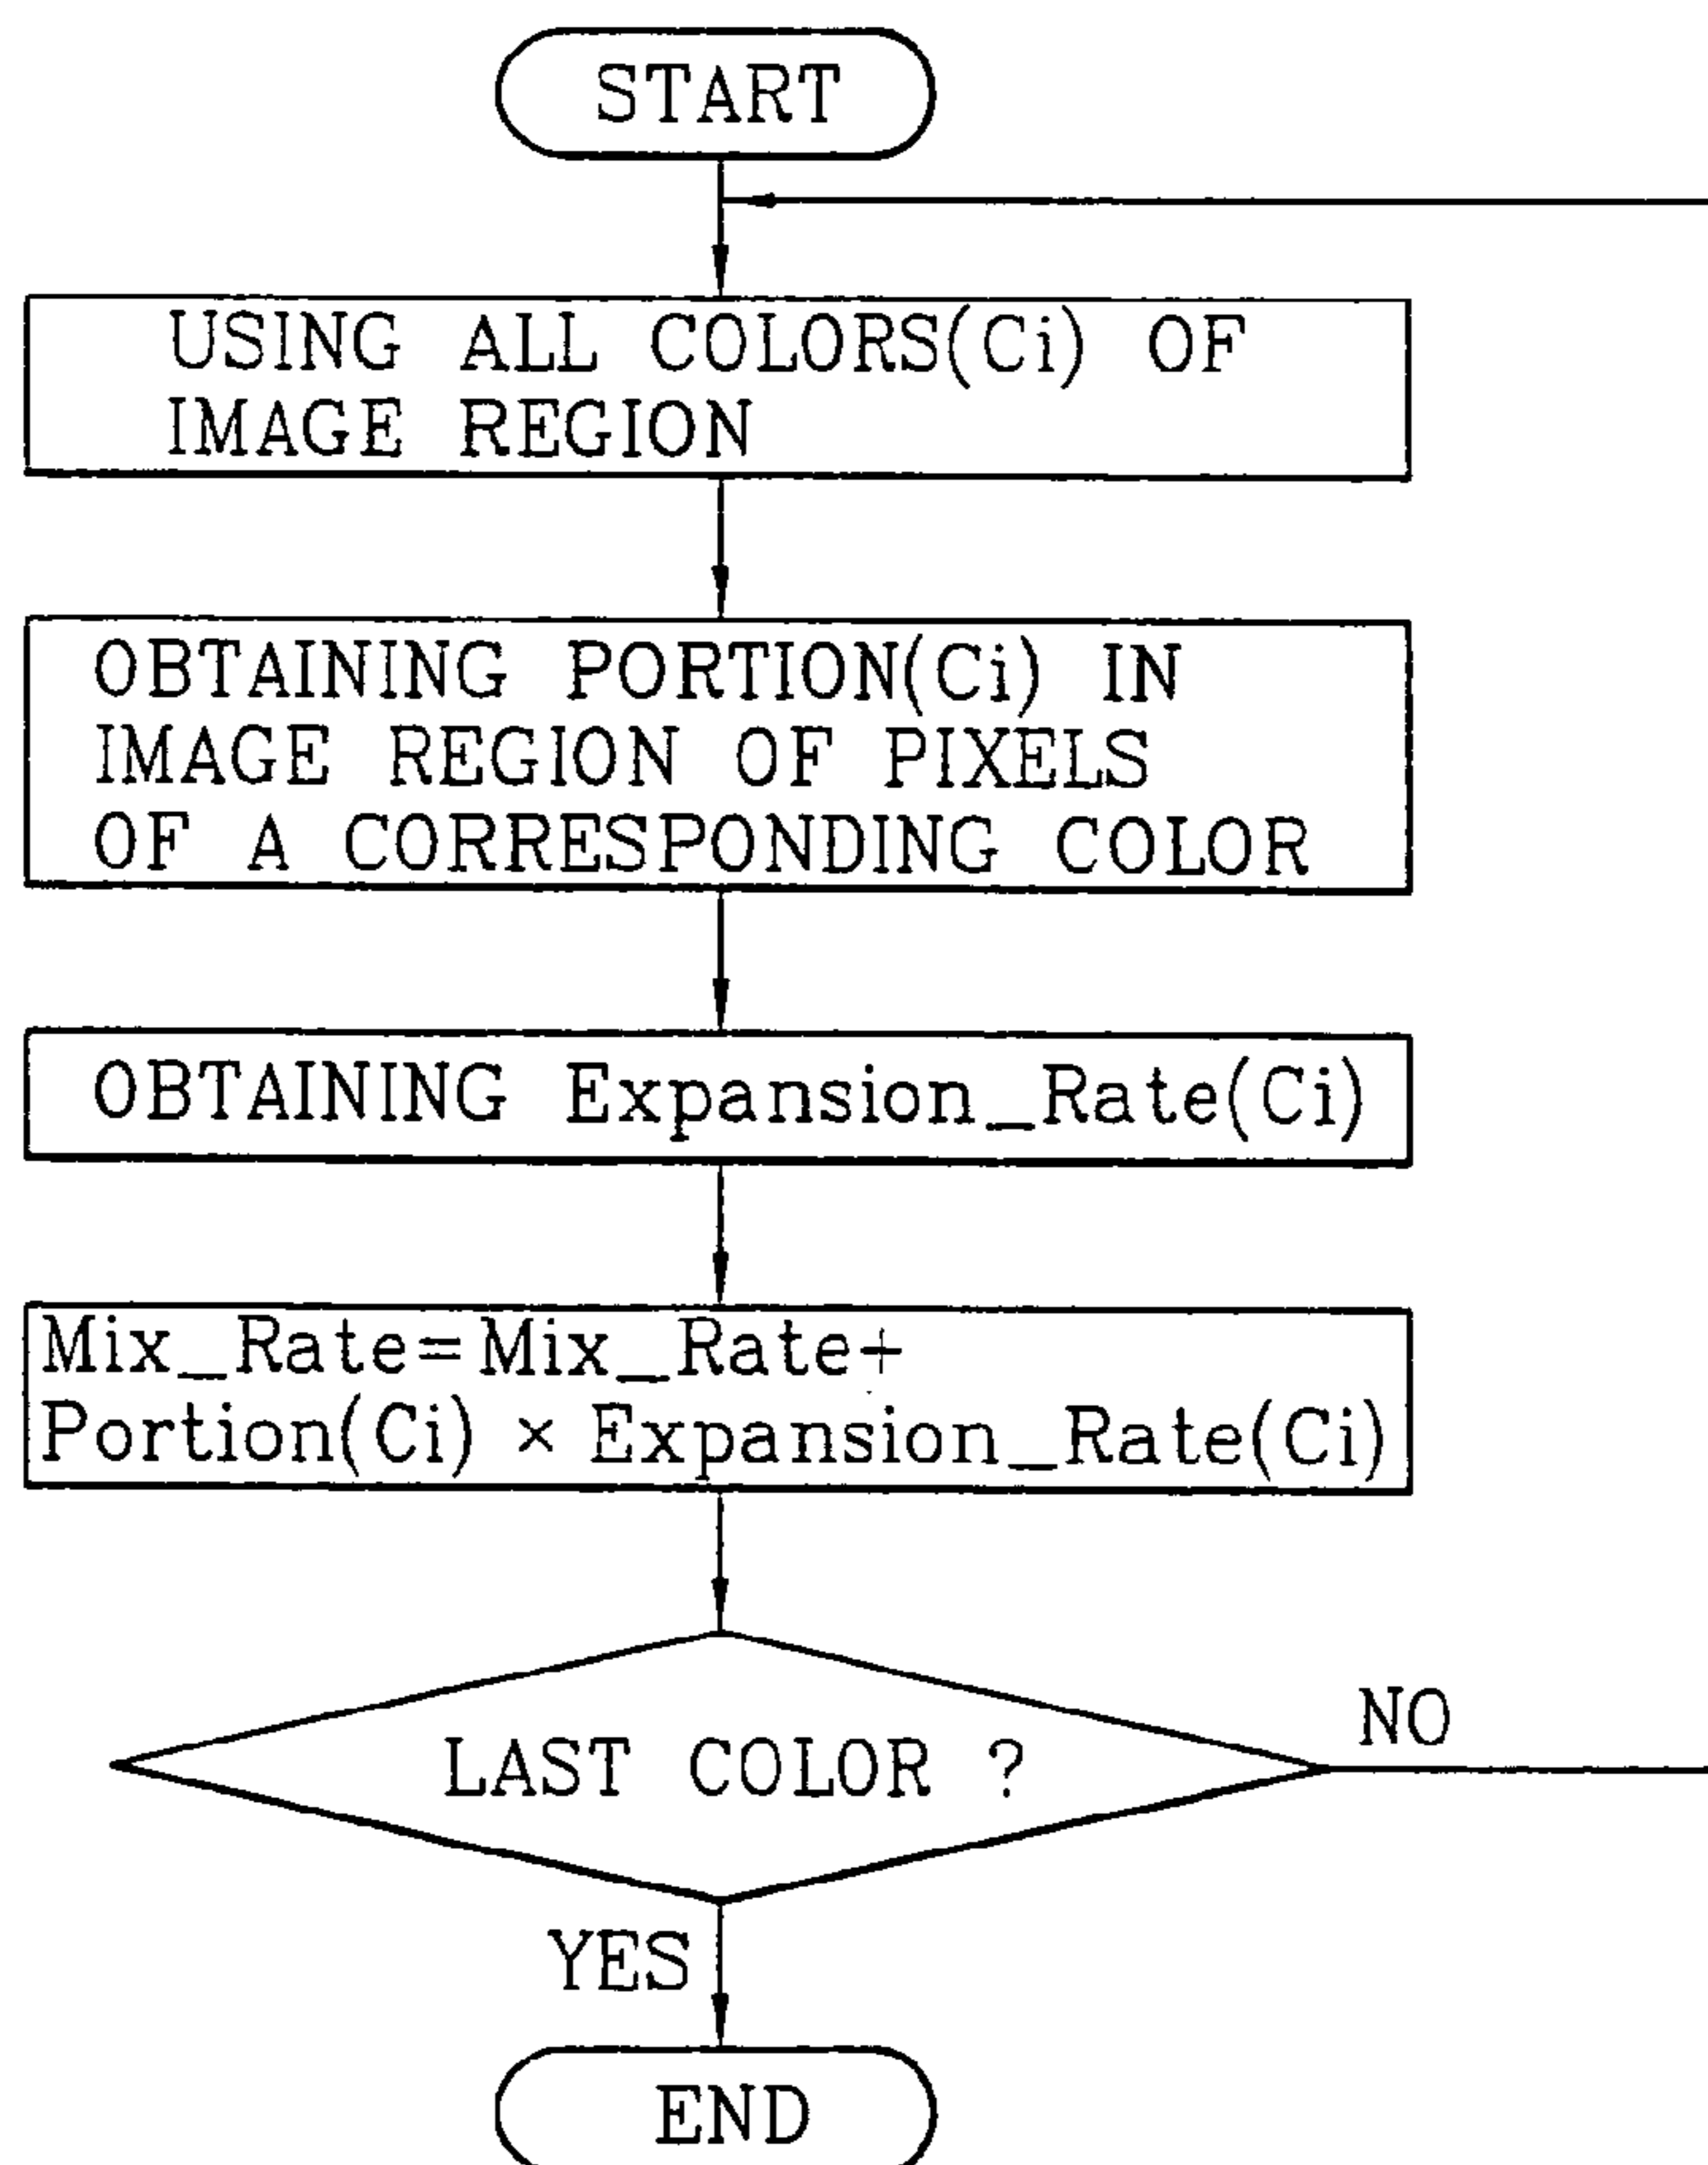 START
USING ALL COLORS(Ci) OF
IMAGE REGION
OBTAINING PORTION(Ci) IN
IMAGE REGION OF PIXELS
OF A CORRESPONDING COLOR
OBTAINING Expansion_Rate(Ci)
Mix_Rate=Mix_Rate+
Portion(Ci) × Expansion_Rate(Ci)
LAST COLOR ?
NO
YES
END